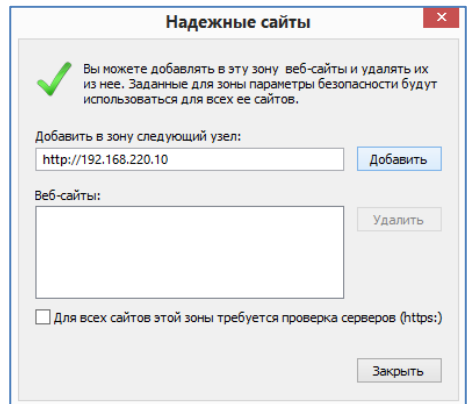 Надежные сайты
Вы можете добавлять в эту зону веб-сайты и удалять их
из нее. Заданные для зоны параметры безопасности будут
использоваться для всех ее сайтов.
Добавить в зону следующий узел:
http://192.168.220.10
Добавить
Веб-сайты:
Удалить
Для всех сайтов этой зоны требуется проверка серверов (https:)
Закрыть